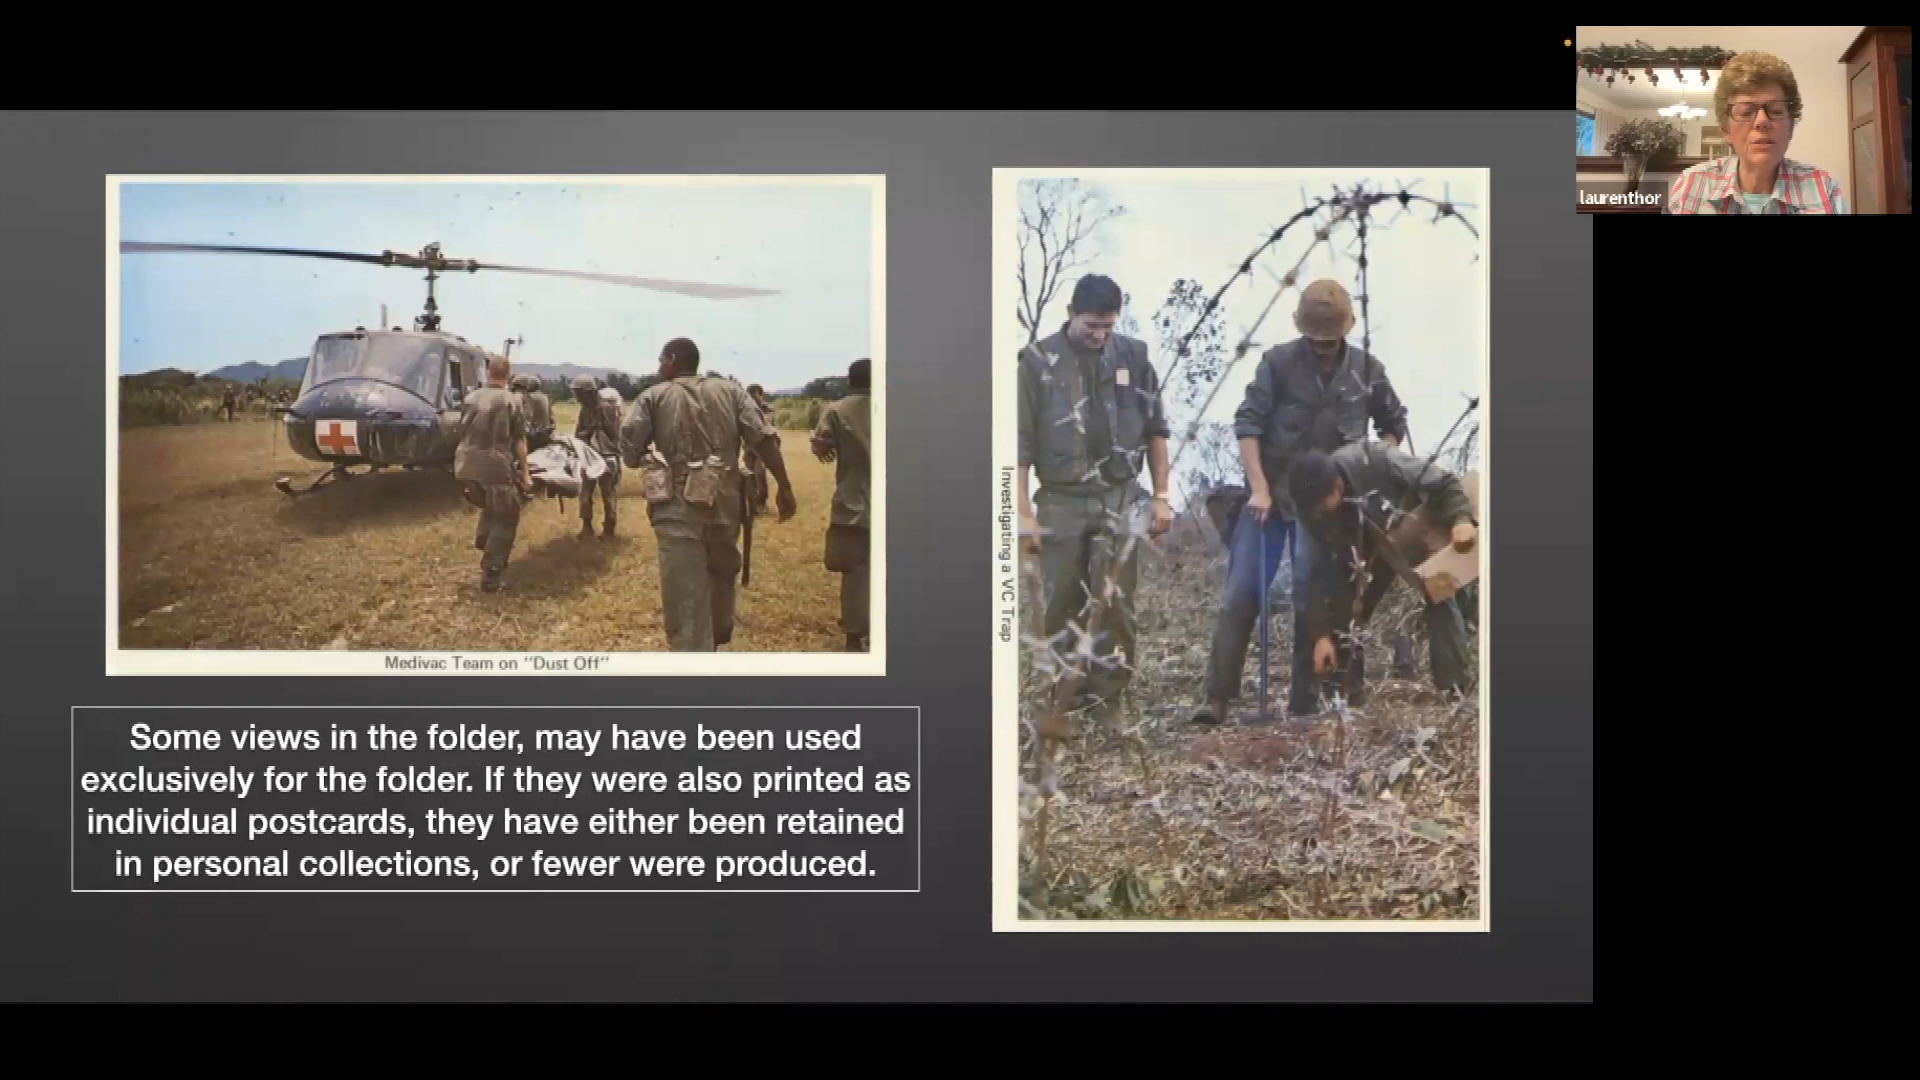 laurenthor
Medivac Team on "Dust Off"
Investigating a VC Trap
Some views in the folder, may have been used
exclusively for the folder. If they were also printed as
individual postcards, they have either been retained
in personal collections, or fewer were produced.